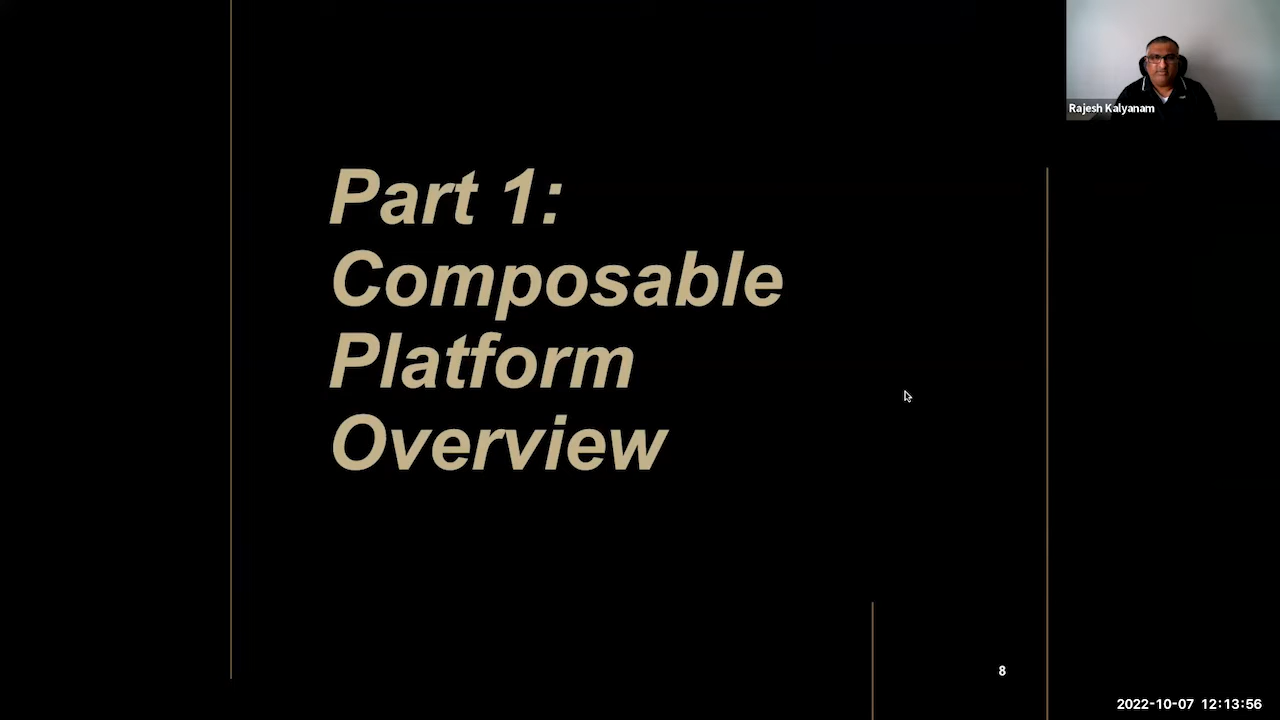 Rajesh Kalyanam
Part 1:
Composable
Platform
Overview
8
2022-10-07 12:13:56